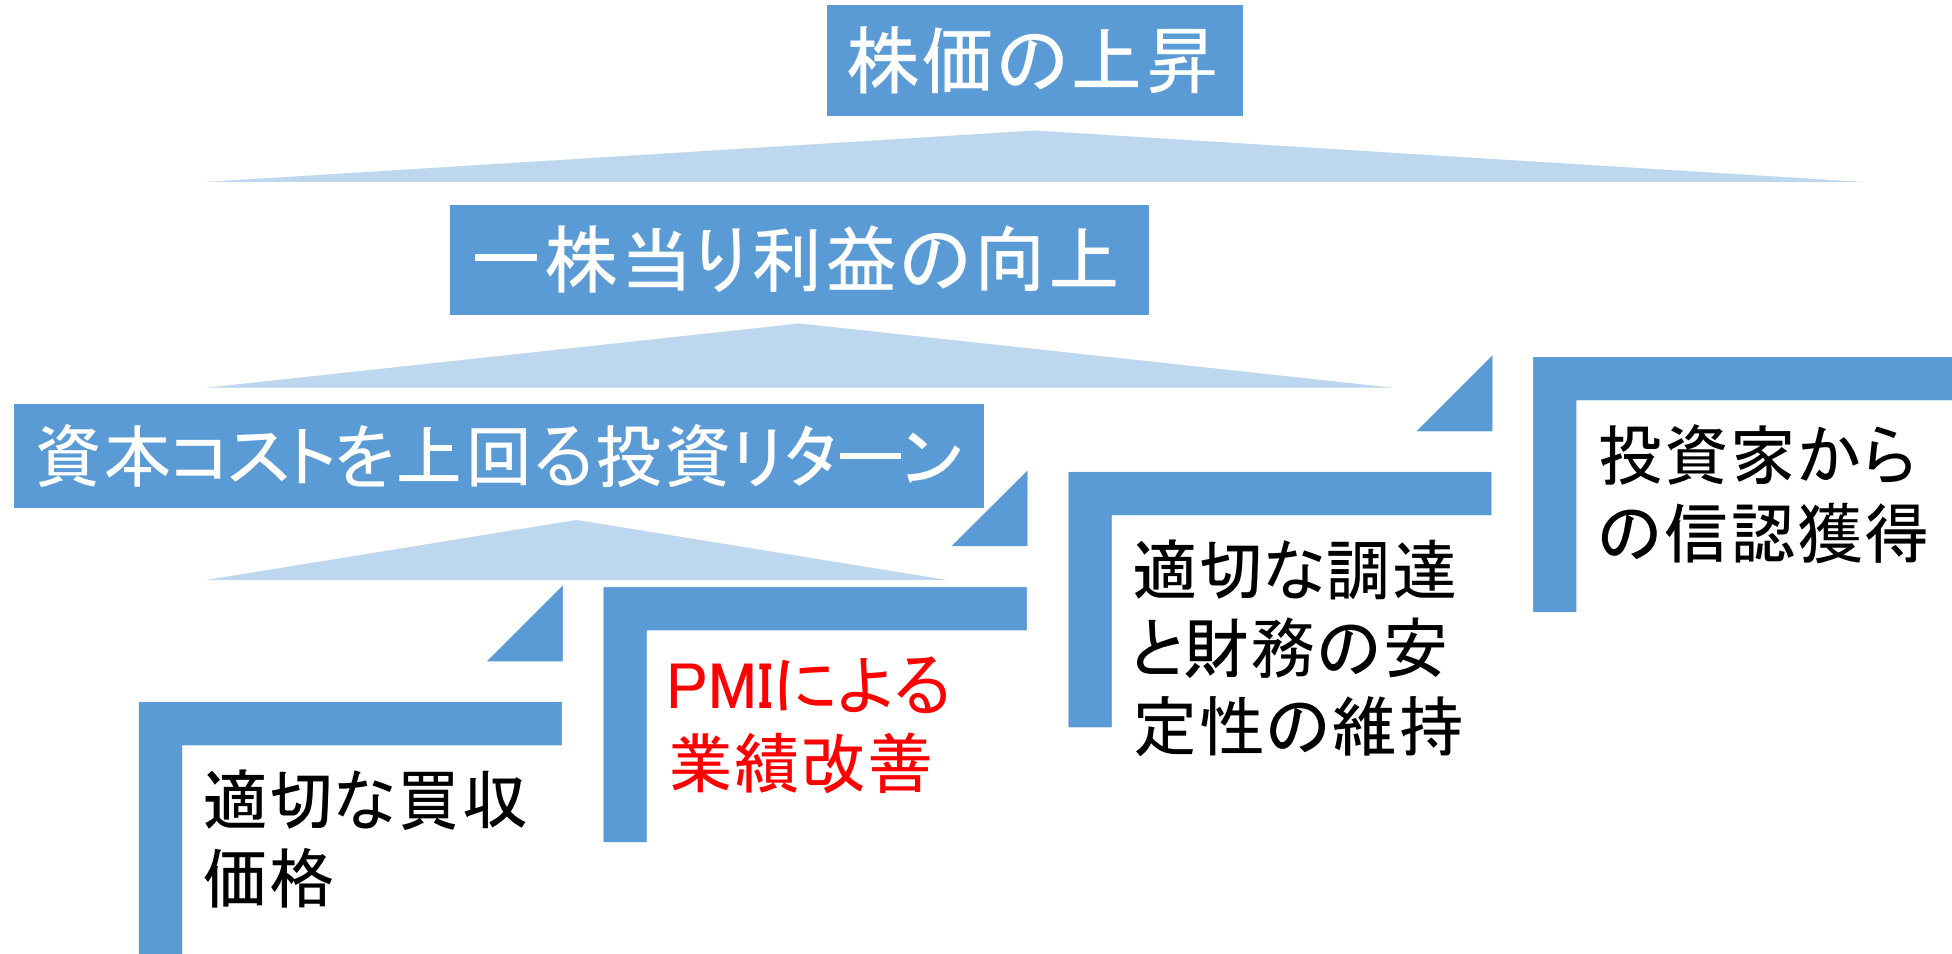 株価の上昇
一株当り利益の向上
資本コストを上回る投資リターン
投資家から
の信認獲得
適切な調達
と財務の安
定性の維持
PMIによる
業績改善
適切な買収
価格